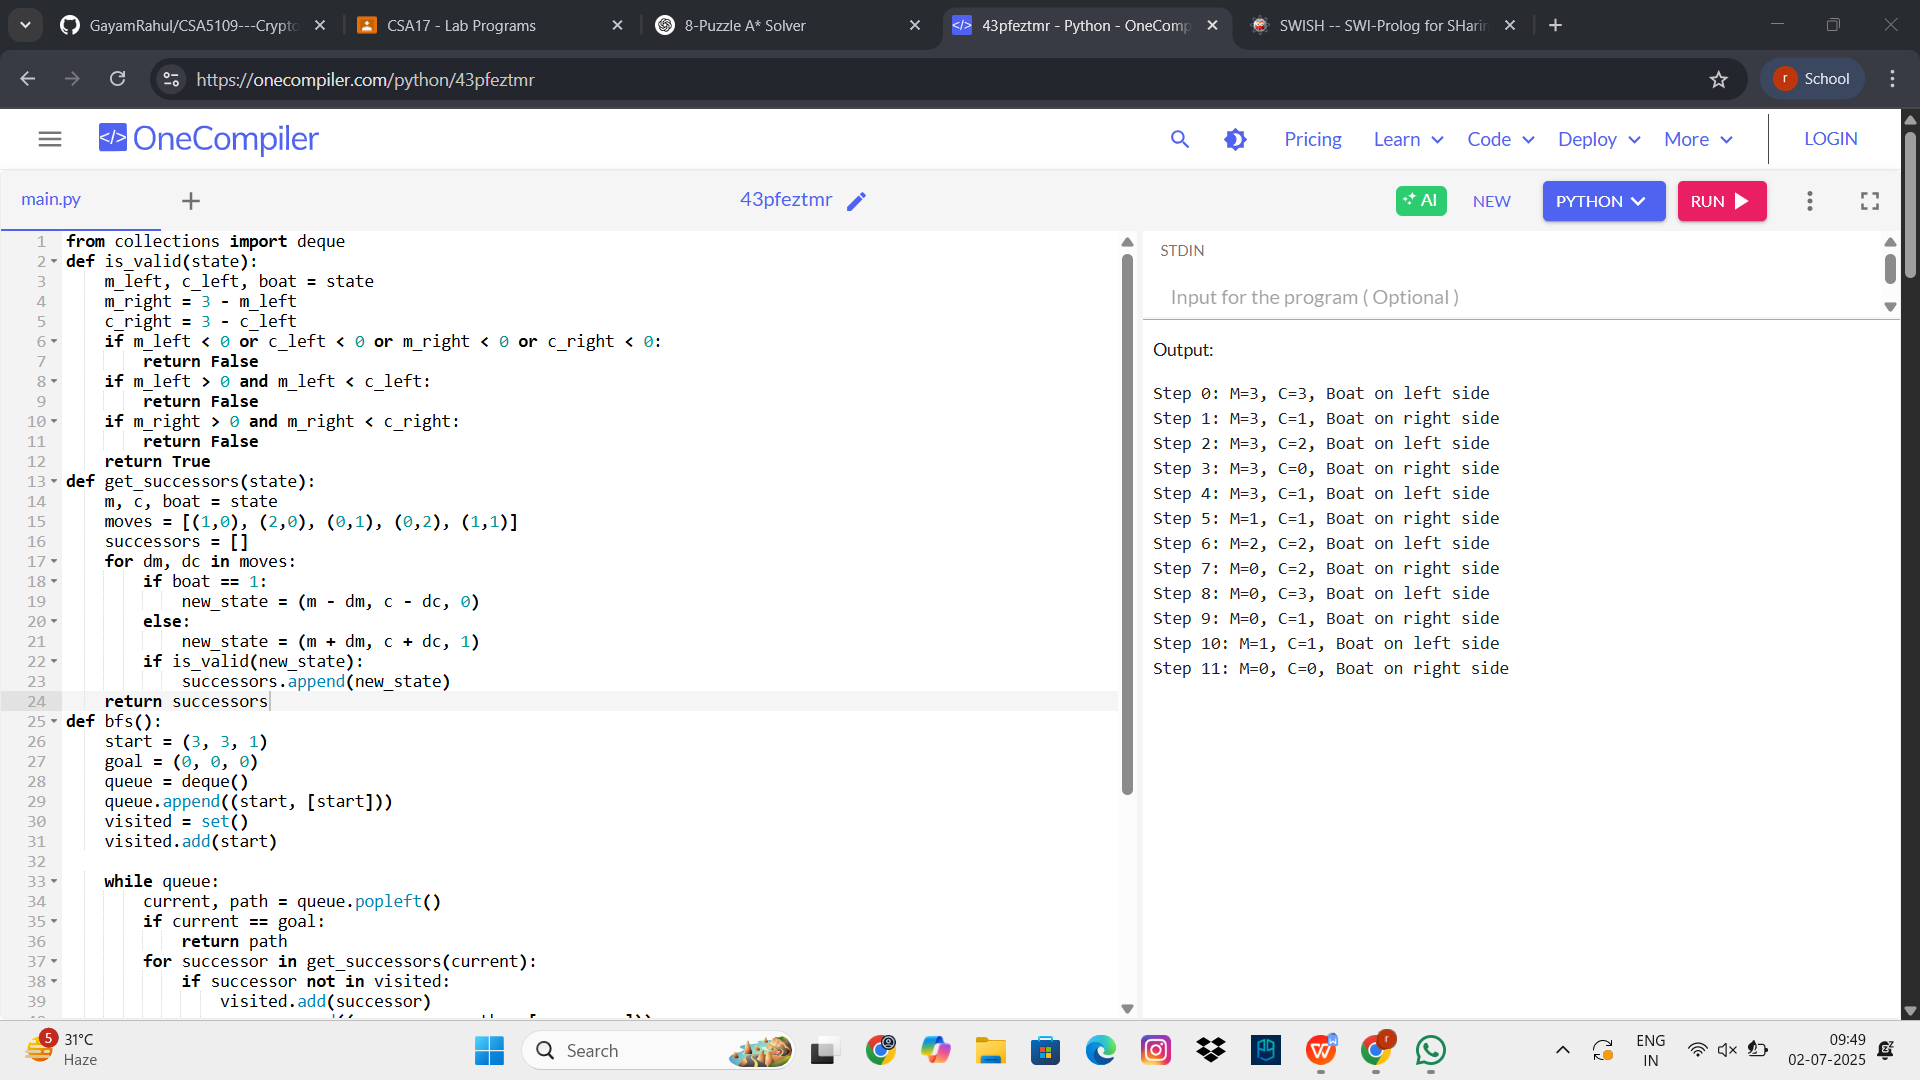 GayamRahul/CSA5109---Crypto
CSA17 - Lab Programs
8-Puzzle A* Solver
43pfeztmr - Python - OneComp
SWISH -- SWI-Prolog for SHarin
https://onecompiler.com/python/43pfeztmr
r School
</> OneCompiler
Pricing Learn Code Deploy More LOGIN
main.py + 43pfeztmr AI NEW PYTHON RUN
1 from collections import deque
2 def is_valid(state):
3     m_left, c_left, boat = state
4     m_right = 3 - m_left
5     c_right = 3 - c_left
6     if m_left < 0 or c_left < 0 or m_right < 0 or c_right < 0:
7         return False
8     if m_left > 0 and m_left < c_left:
9         return False
10     if m_right > 0 and m_right < c_right:
11         return False
12     return True
13 def get_successors(state):
14     m, c, boat = state
15     moves = [(1,0), (2,0), (0,1), (0,2), (1,1)]
16     successors = []
17     for dm, dc in moves:
18         if boat == 1:
19             new_state = (m - dm, c - dc, 0)
20         else:
21             new_state = (m + dm, c + dc, 1)
22         if is_valid(new_state):
23             successors.append(new_state)
24     return successors
25 def bfs():
26     start = (3, 3, 1)
27     goal = (0, 0, 0)
28     queue = deque()
29     queue.append((start, [start]))
30     visited = set()
31     visited.add(start)
32
33     while queue:
34         current, path = queue.popleft()
35         if current == goal:
36             return path
37         for successor in get_successors(current):
38             if successor not in visited:
39                 visited.add(successor)
STDIN
Input for the program ( Optional )
Output:
Step 0: M=3, C=3, Boat on left side
Step 1: M=3, C=1, Boat on right side
Step 2: M=3, C=2, Boat on left side
Step 3: M=3, C=0, Boat on right side
Step 4: M=3, C=1, Boat on left side
Step 5: M=1, C=1, Boat on right side
Step 6: M=2, C=2, Boat on left side
Step 7: M=0, C=2, Boat on right side
Step 8: M=0, C=3, Boat on left side
Step 9: M=0, C=1, Boat on right side
Step 10: M=1, C=1, Boat on left side
Step 11: M=0, C=0, Boat on right side
5
31°C
Haze
Search
ENG
IN
09:49
02-07-2025